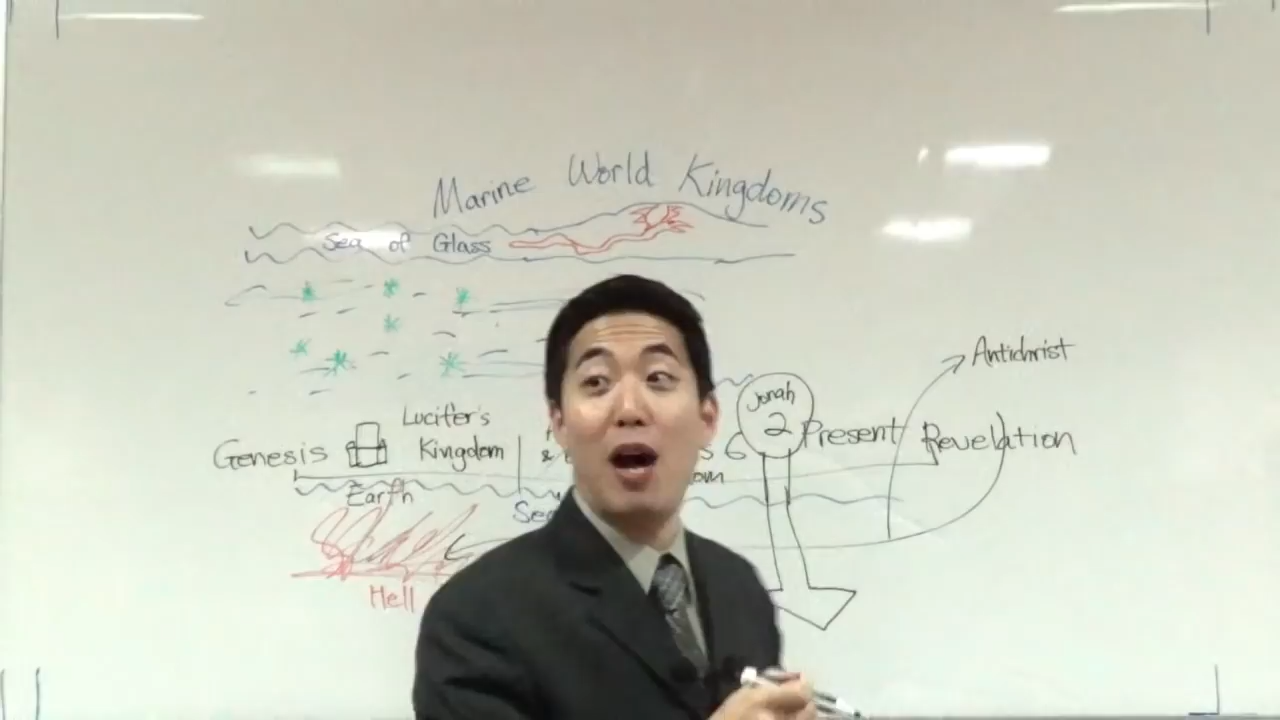 Marine World Kingdoms
Sea of Glass
Antichrist
Jonah
2
Lucifer's
Kingdom
Genesis
Present
Revelation
&
Earth
Hell